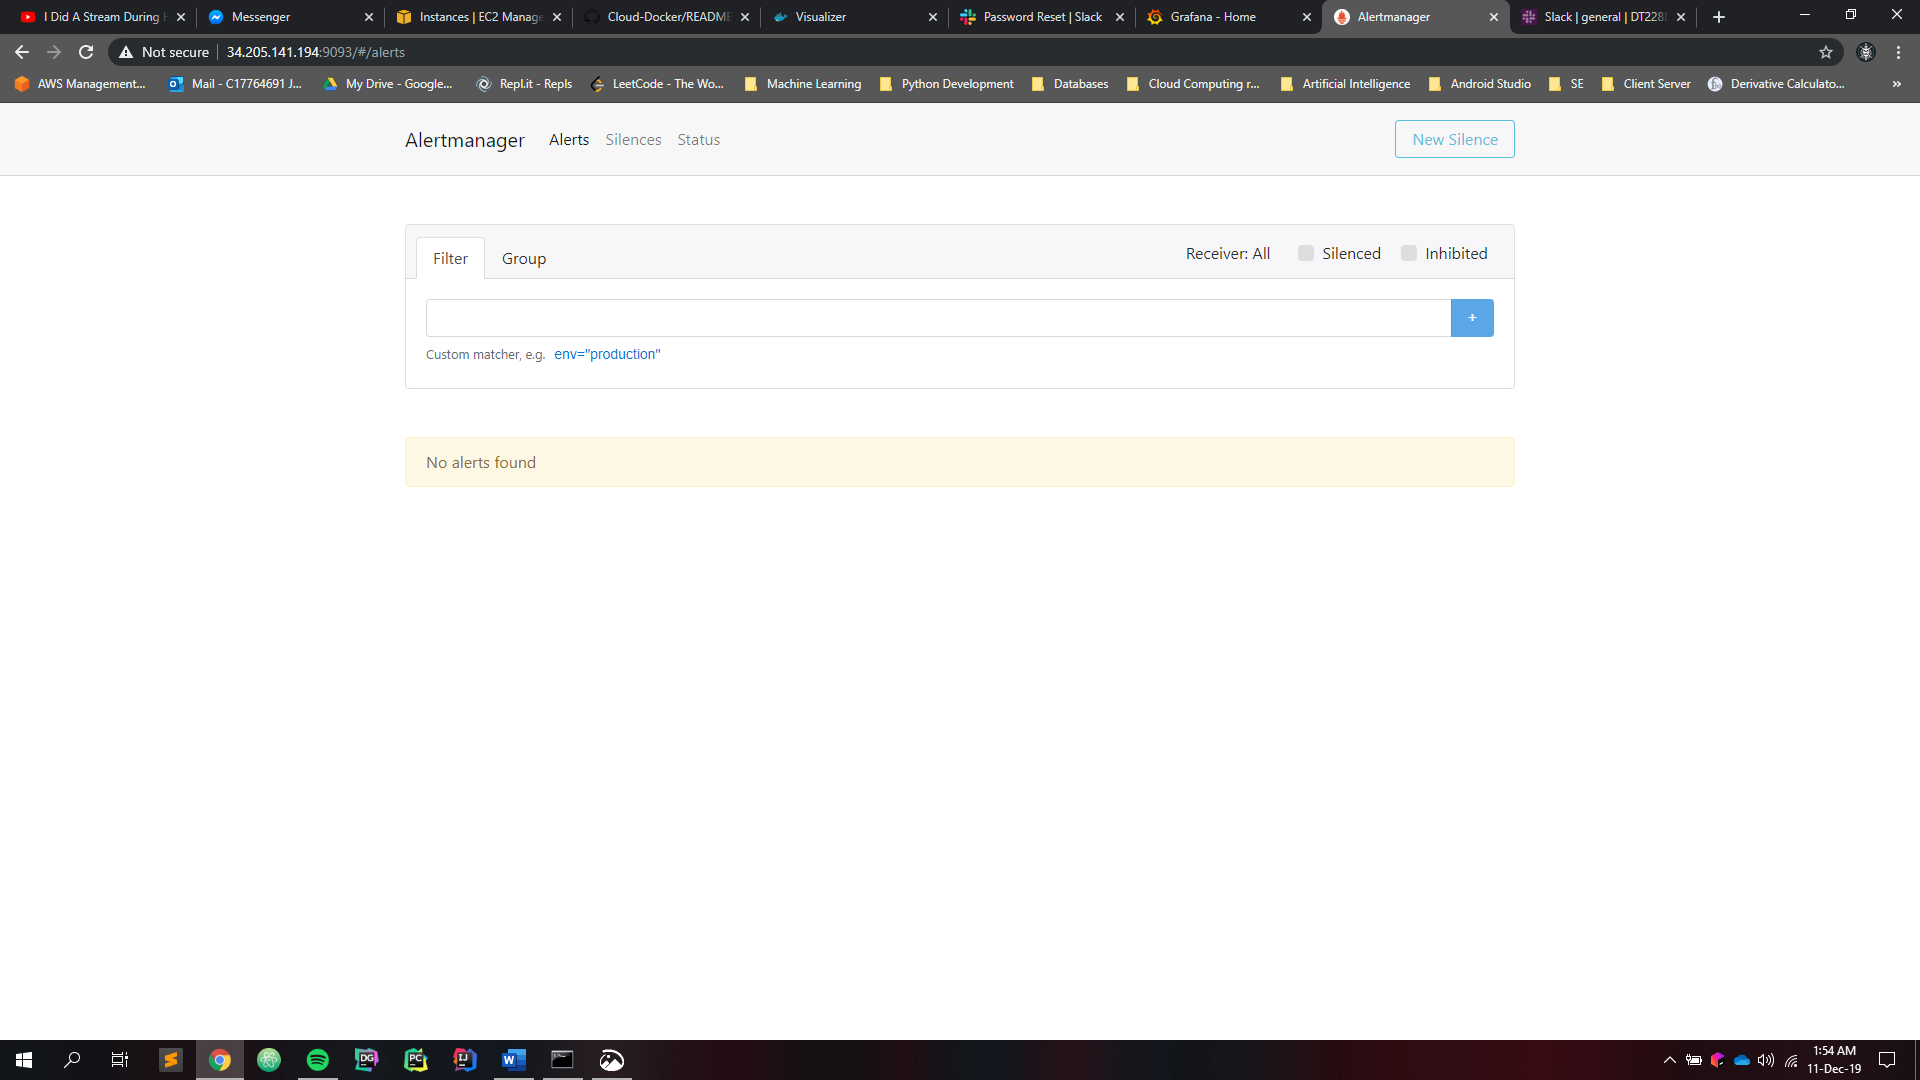 I Did A Stream During
Messenger
Instances | EC2 Manage
Cloud-Docker/README
Visualizer
Password Reset | Slack
Grafana - Home
Alertmanager
Slack | general | DT228
Not secure
34.205.141.194:9093/#/alerts
AWS Management...
Mail - C17764691 J...
My Drive - Google...
Repl.it - Repls
LeetCode - The Wo...
Machine Learning
Python Development
Databases
Cloud Computing r...
Artificial Intelligence
Android Studio
SE
Client Server
Derivative Calculato...
»
Alertmanager
Alerts
Silences
Status
New Silence
Filter
Group
Receiver: All
Silenced
Inhibited
+
Custom matcher, e.g. env="production"
No alerts found
DG
PC
IJ
W
1:54 AM
11-Dec-19